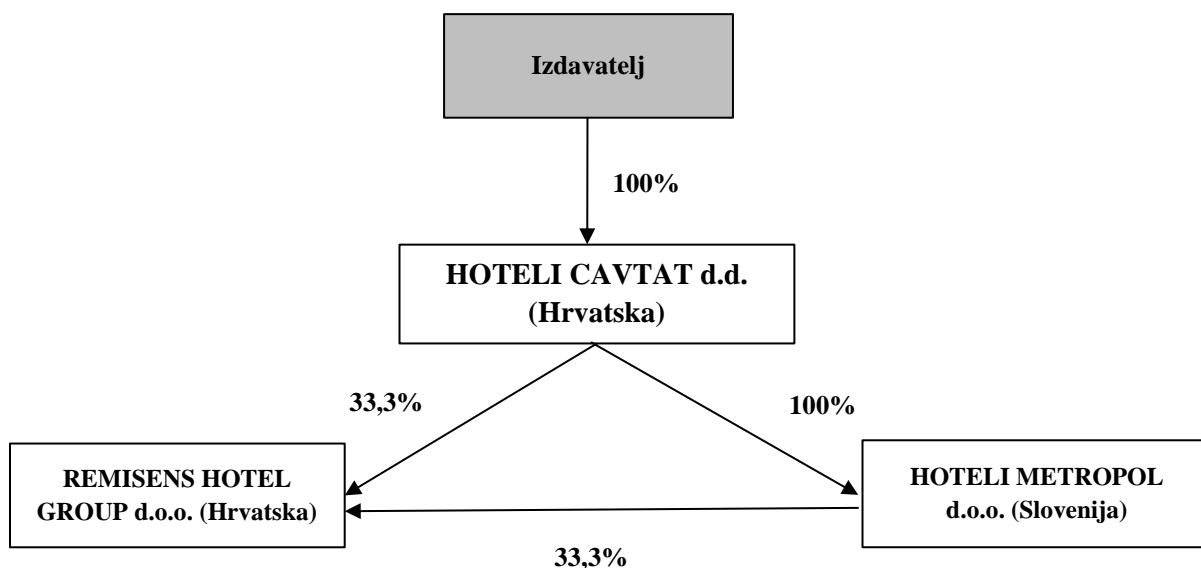 Izdavatelj
100%
HOTELI CAVTAT d.d.
(Hrvatska)
33,3%
100%
REMISENS HOTEL
GROUP d.o.o. (Hrvatska)
HOTELI METROPOL
d.o.o. (Slovenija)
33,3%